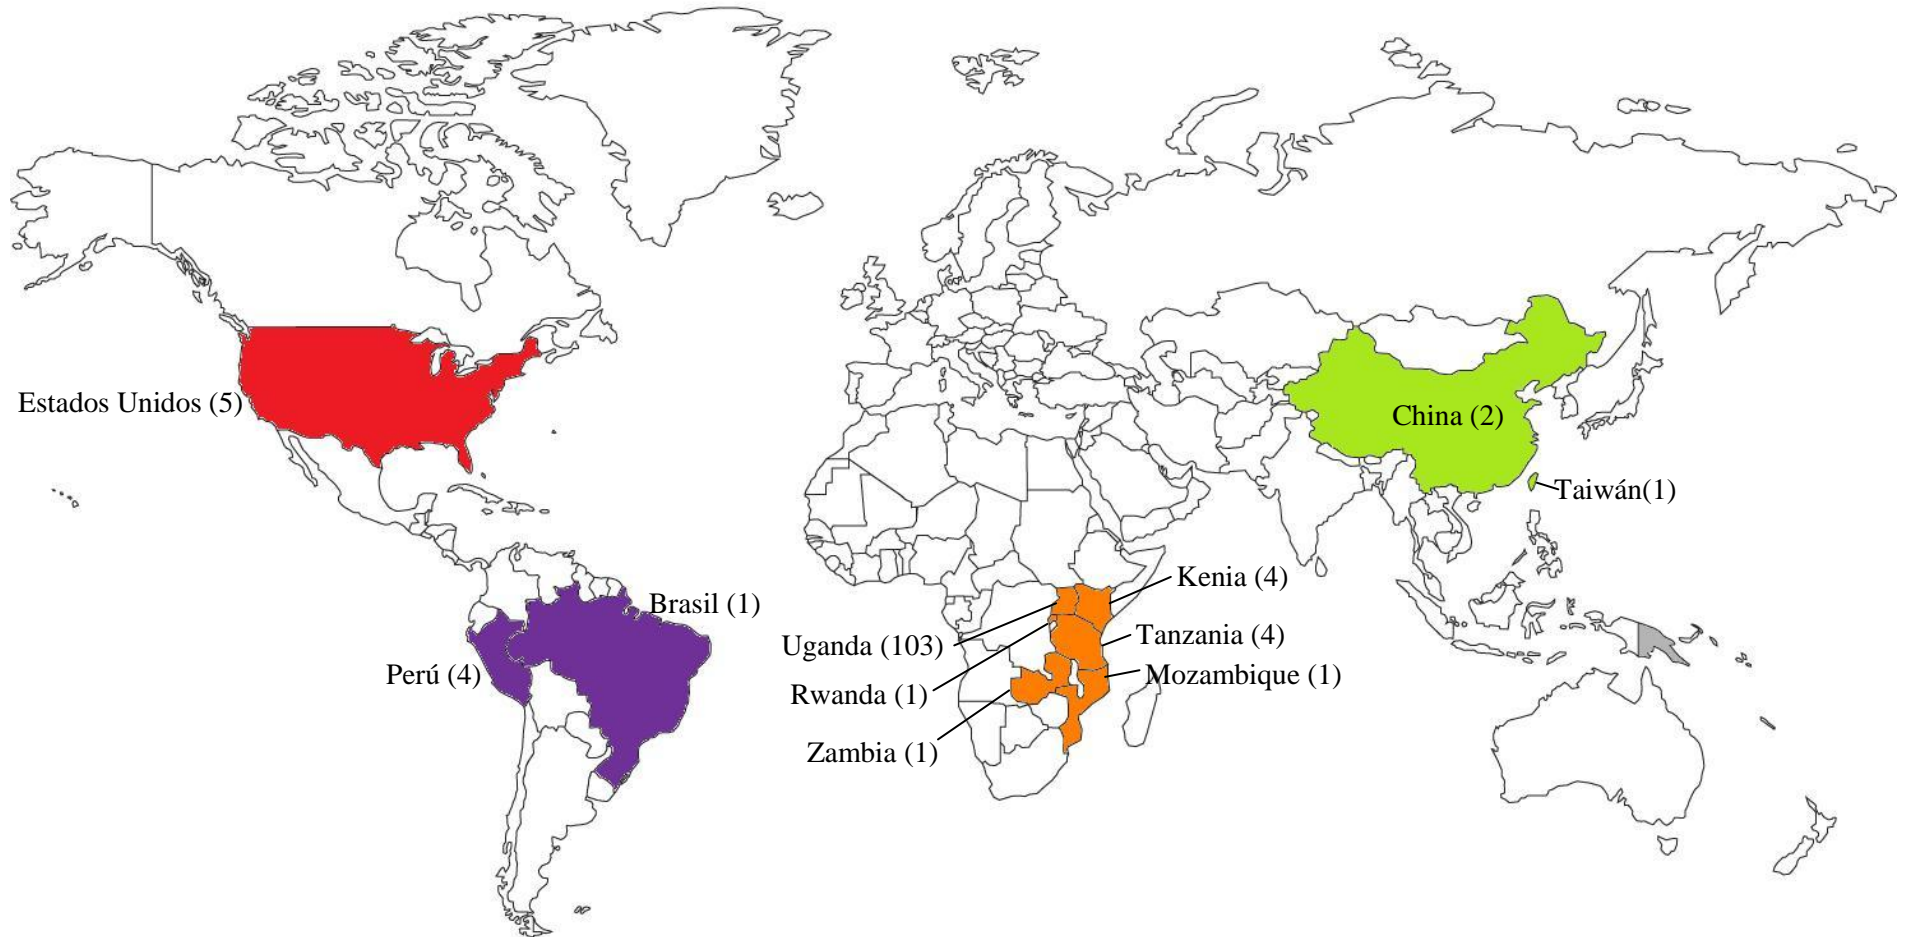 Estados Unidos (5)
China (2)
Taiwán(1)
Kenia (4)
Brasil (1)
Uganda (103)
Tanzania (4)
Perú (4)
Mozambique (1)
Rwanda (1)
Zambia (1)